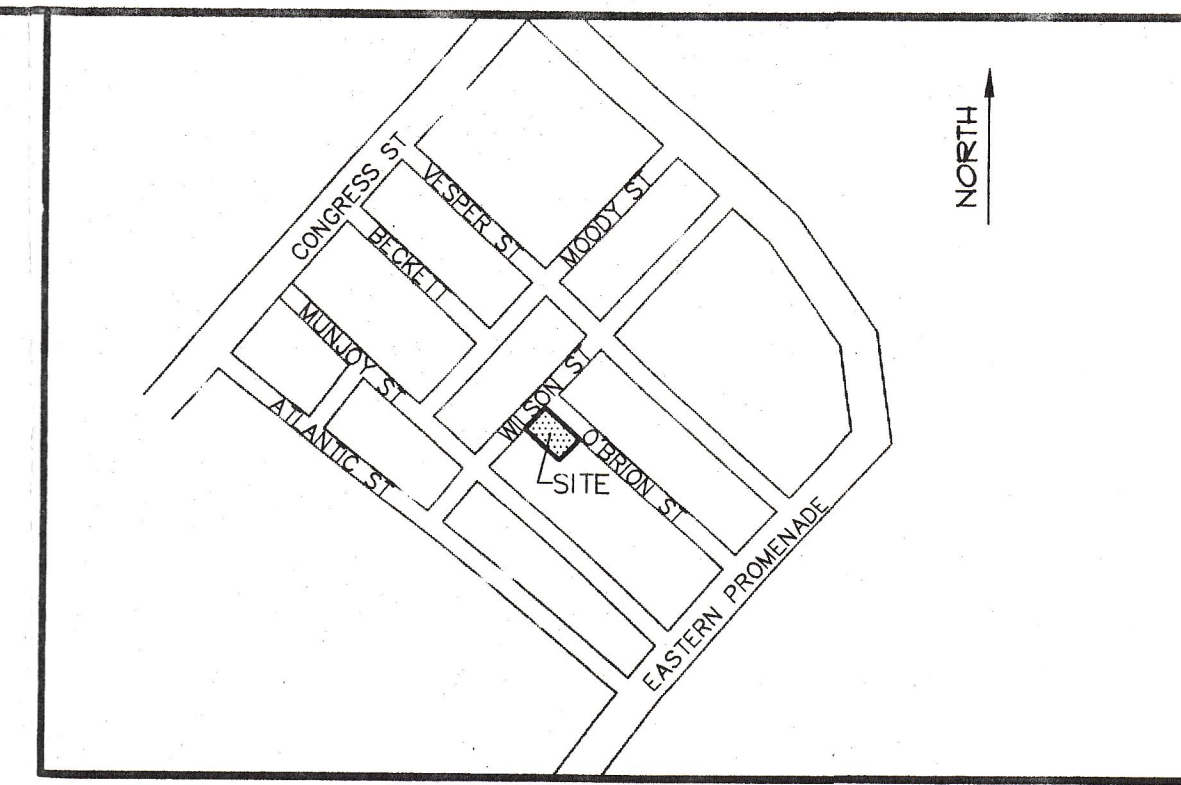 NORTH
CONGRESS ST
VESPER ST
MOODY ST
BECKETT
MUNJOY ST
WILSON ST
ATLANTIC ST
O'BRION ST
SITE
EASTERN PROMENADE